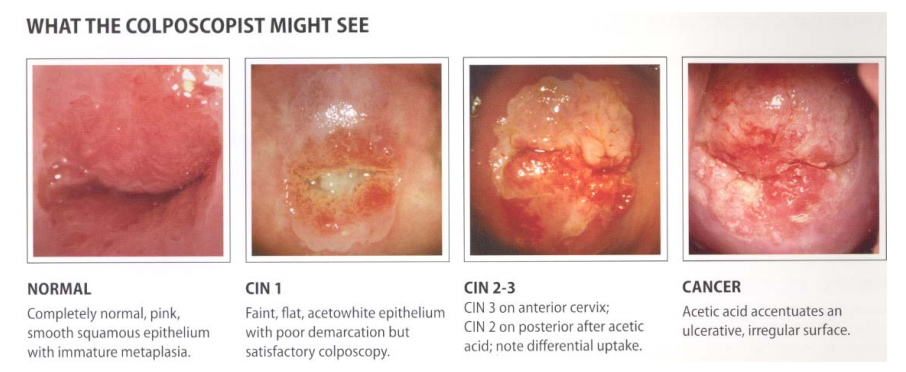 WHAT THE COLPOSCOPIST MIGHT SEE
NORMAL
Completely normal, pink,
smooth squamous epithelium
with immature metaplasia.
CIN 1
Faint, flat, acetowhite epithelium
with poor demarcation but
satisfactory colposcopy.
CIN 2-3
CIN 3 on anterior cervix;
CIN 2 on posterior after acetic
acid; note differential uptake.
CANCER
Acetic acid accentuates an
ulcerative, irregular surface.